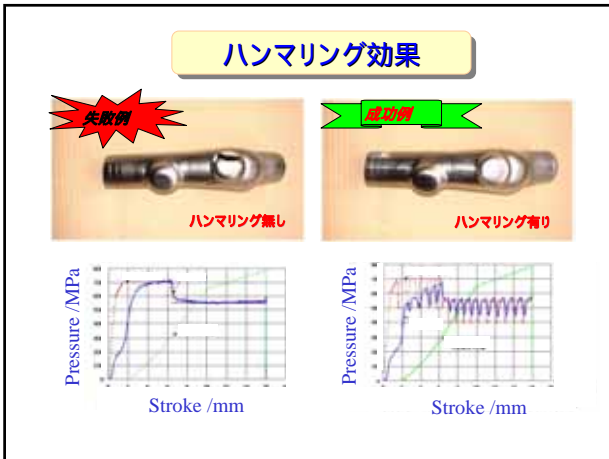 ハンマリング効果
失敗例
成功例
ハンマリング無し
ハンマリング有り
Pressure /MPa
Stroke /mm
Pressure /MPa
Stroke /mm